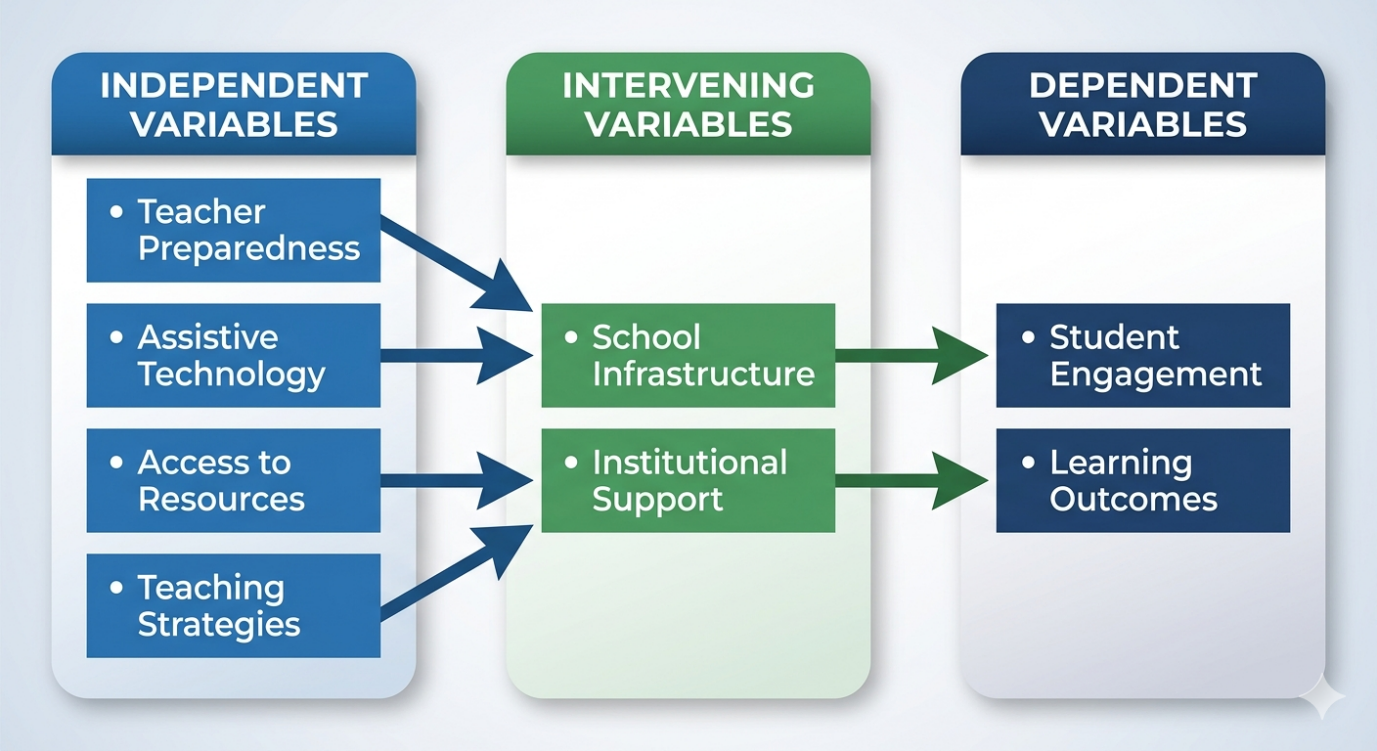 INDEPENDENT
VARIABLES
• Teacher
Preparedness
• Assistive
Technology
• Access to
Resources
• Teaching
Strategies
INTERVENING
VARIABLES
• School
Infrastructure
• Institutional
Support
DEPENDENT
VARIABLES
• Student
Engagement
• Learning
Outcomes